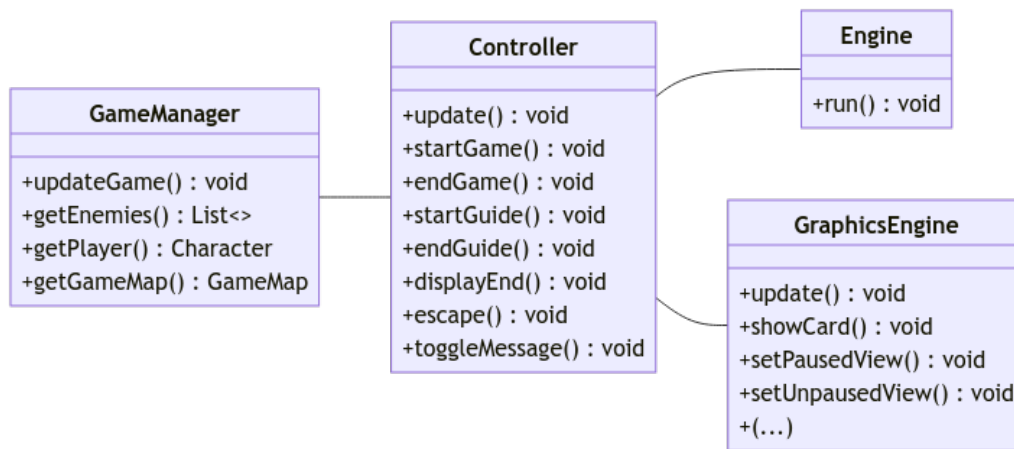 GameManager
+updateGame() : void
+getEnemies() : List<>
+getPlayer() : Character
+getGameMap() : GameMap
Controller
+update() : void
+startGame() : void
+endGame() : void
+startGuide() : void
+endGuide() : void
+displayEnd() : void
+escape() : void
+toggleMessage() : void
Engine
+run() : void
GraphicsEngine
+update() : void
+showCard() : void
+setPausedView() : void
+setUnpausedView() : void
+(...)